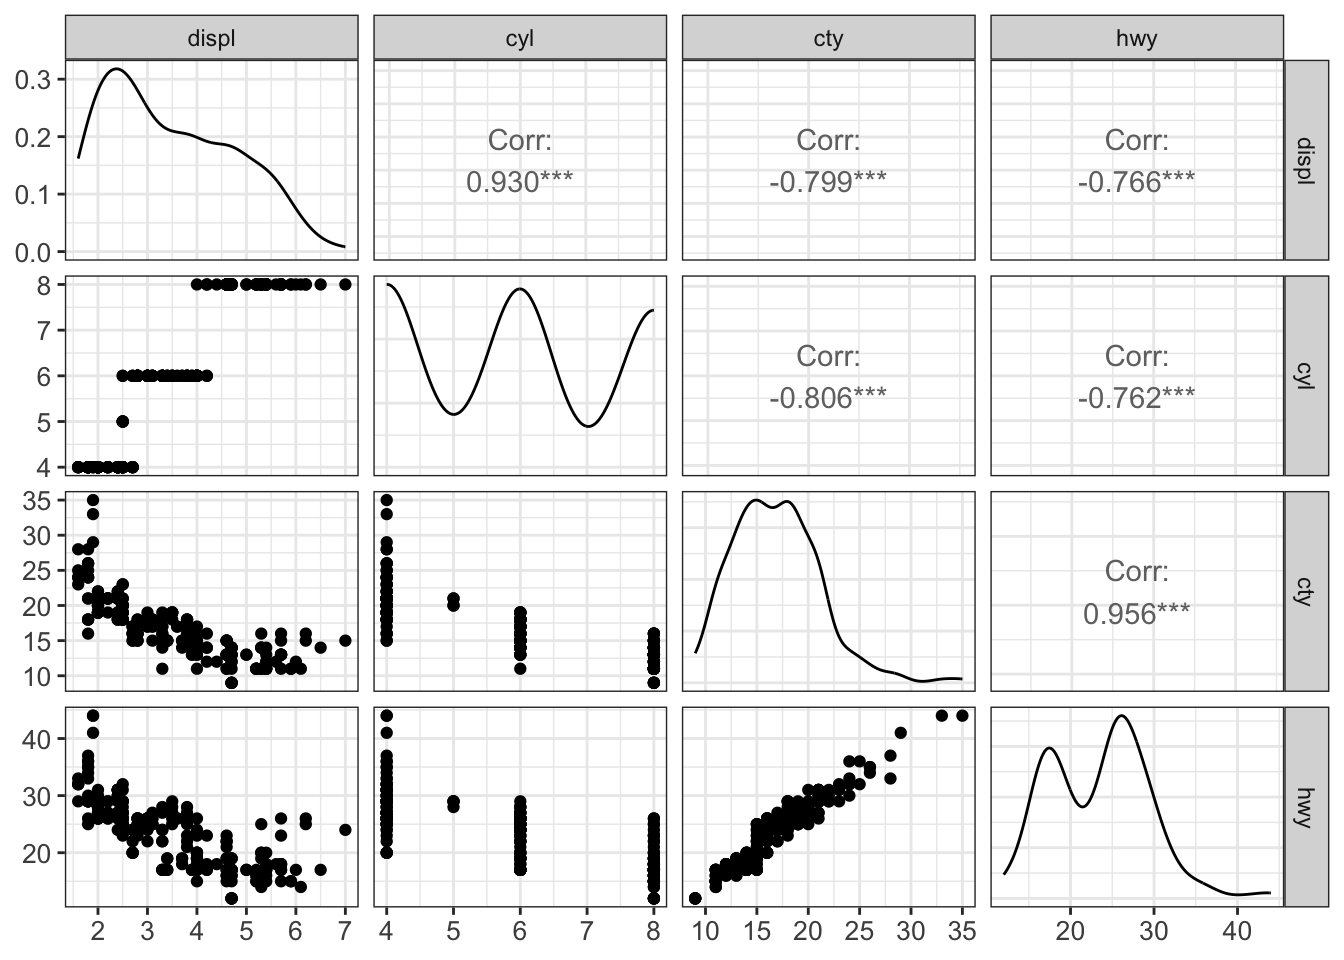 displ cyl cty hwy
0.3
0.2
0.1
0.0
Corr:
0.930***
Corr:
-0.799***
Corr:
-0.766***
displ
8
7
6
5
4
Corr:
-0.806***
Corr:
-0.762***
cyl
35
30
25
20
15
10
Corr:
0.956***
cty
40
30
20
hwy
2 3 4 5 6 7 4 5 6 7 8 10 15 20 25 30 35 20 30 40